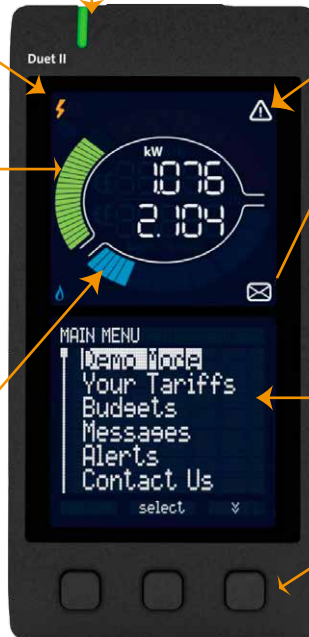 Duet II
kW
1.076
2.104
MAIN MENU
Demo Mode
Your Tariffs
Budgets
Messages
Alerts
Contact Us
select